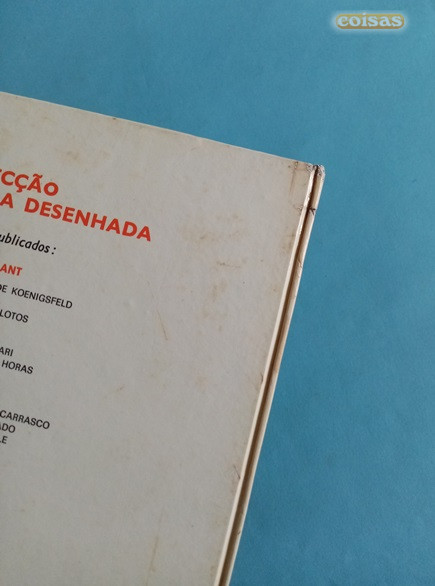 coisas
CÇÃO
A DESENHADA
ublicados:
ANT
DE KOENIGSFELD
LOTOS
ARI
HORAS
CARRASCO
ADO
LE